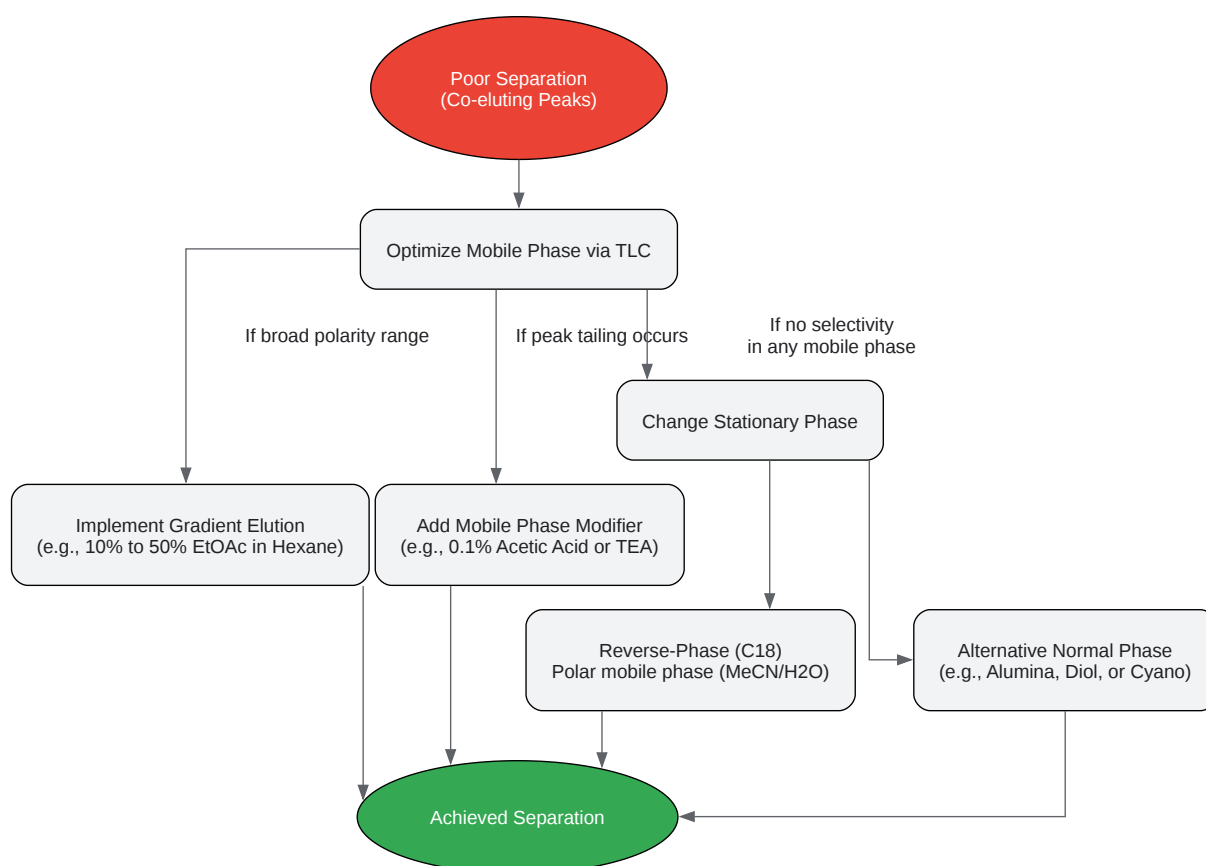 Poor Separation
(Co-eluting Peaks)
Optimize Mobile Phase via TLC
If broad polarity range
If peak tailing occurs
If no selectivity
in any mobile phase
Change Stationary Phase
Implement Gradient Elution
(e.g., 10% to 50% EtOAc in Hexane)
Add Mobile Phase Modifier
(e.g., 0.1% Acetic Acid or TEA)
Reverse-Phase (C18)
Polar mobile phase (MeCN/H2O)
Alternative Normal Phase
(e.g., Alumina, Diol, or Cyano)
Achieved Separation